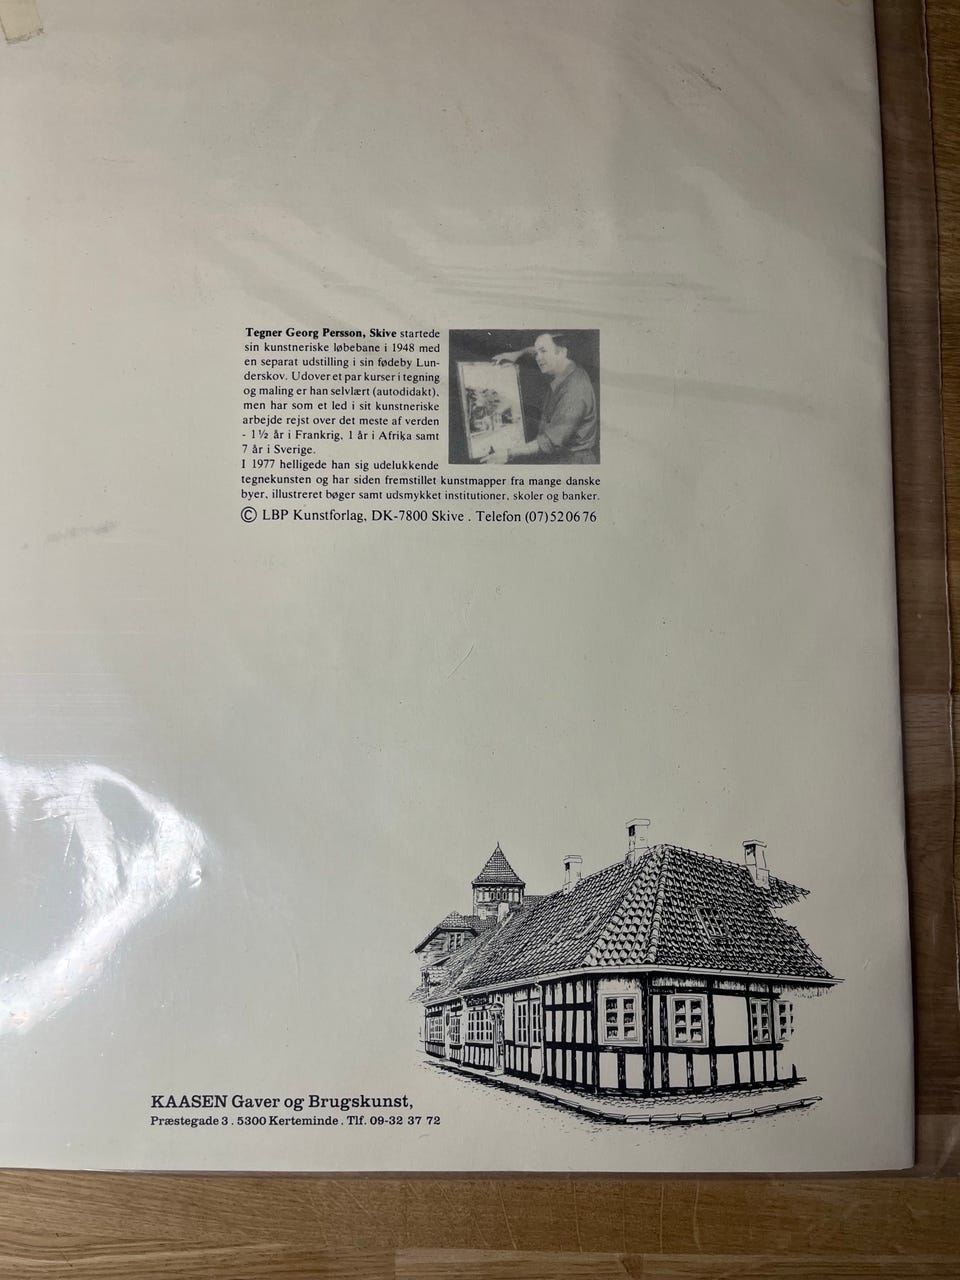 Tegner Georg Persson, Skive startede
sin kunstneriske løbebane i 1948 med
en separat udstilling i sin fødeby Lun-
derskov. Udover et par kurser i tegning
og maling er han selvlært (autodidakt),
men har som et led i sit kunstneriske
arbejde rejst over det meste af verden
- 1½ år i Frankrig, 1 år i Afrika samt
7 år i Sverige.
I 1977 helligede han sig udelukkende
tegnekunsten og har siden fremstillet kunstmapper fra mange danske
byer, illustreret bøger samt udsmykket institutioner, skoler og banker.
© LBP Kunstforlag, DK-7800 Skive . Telefon (07)520676
KAASEN Gaver og Brugskunst,
Præstegade 3 . 5300 Kerteminde . Tlf. 09-32 37 72